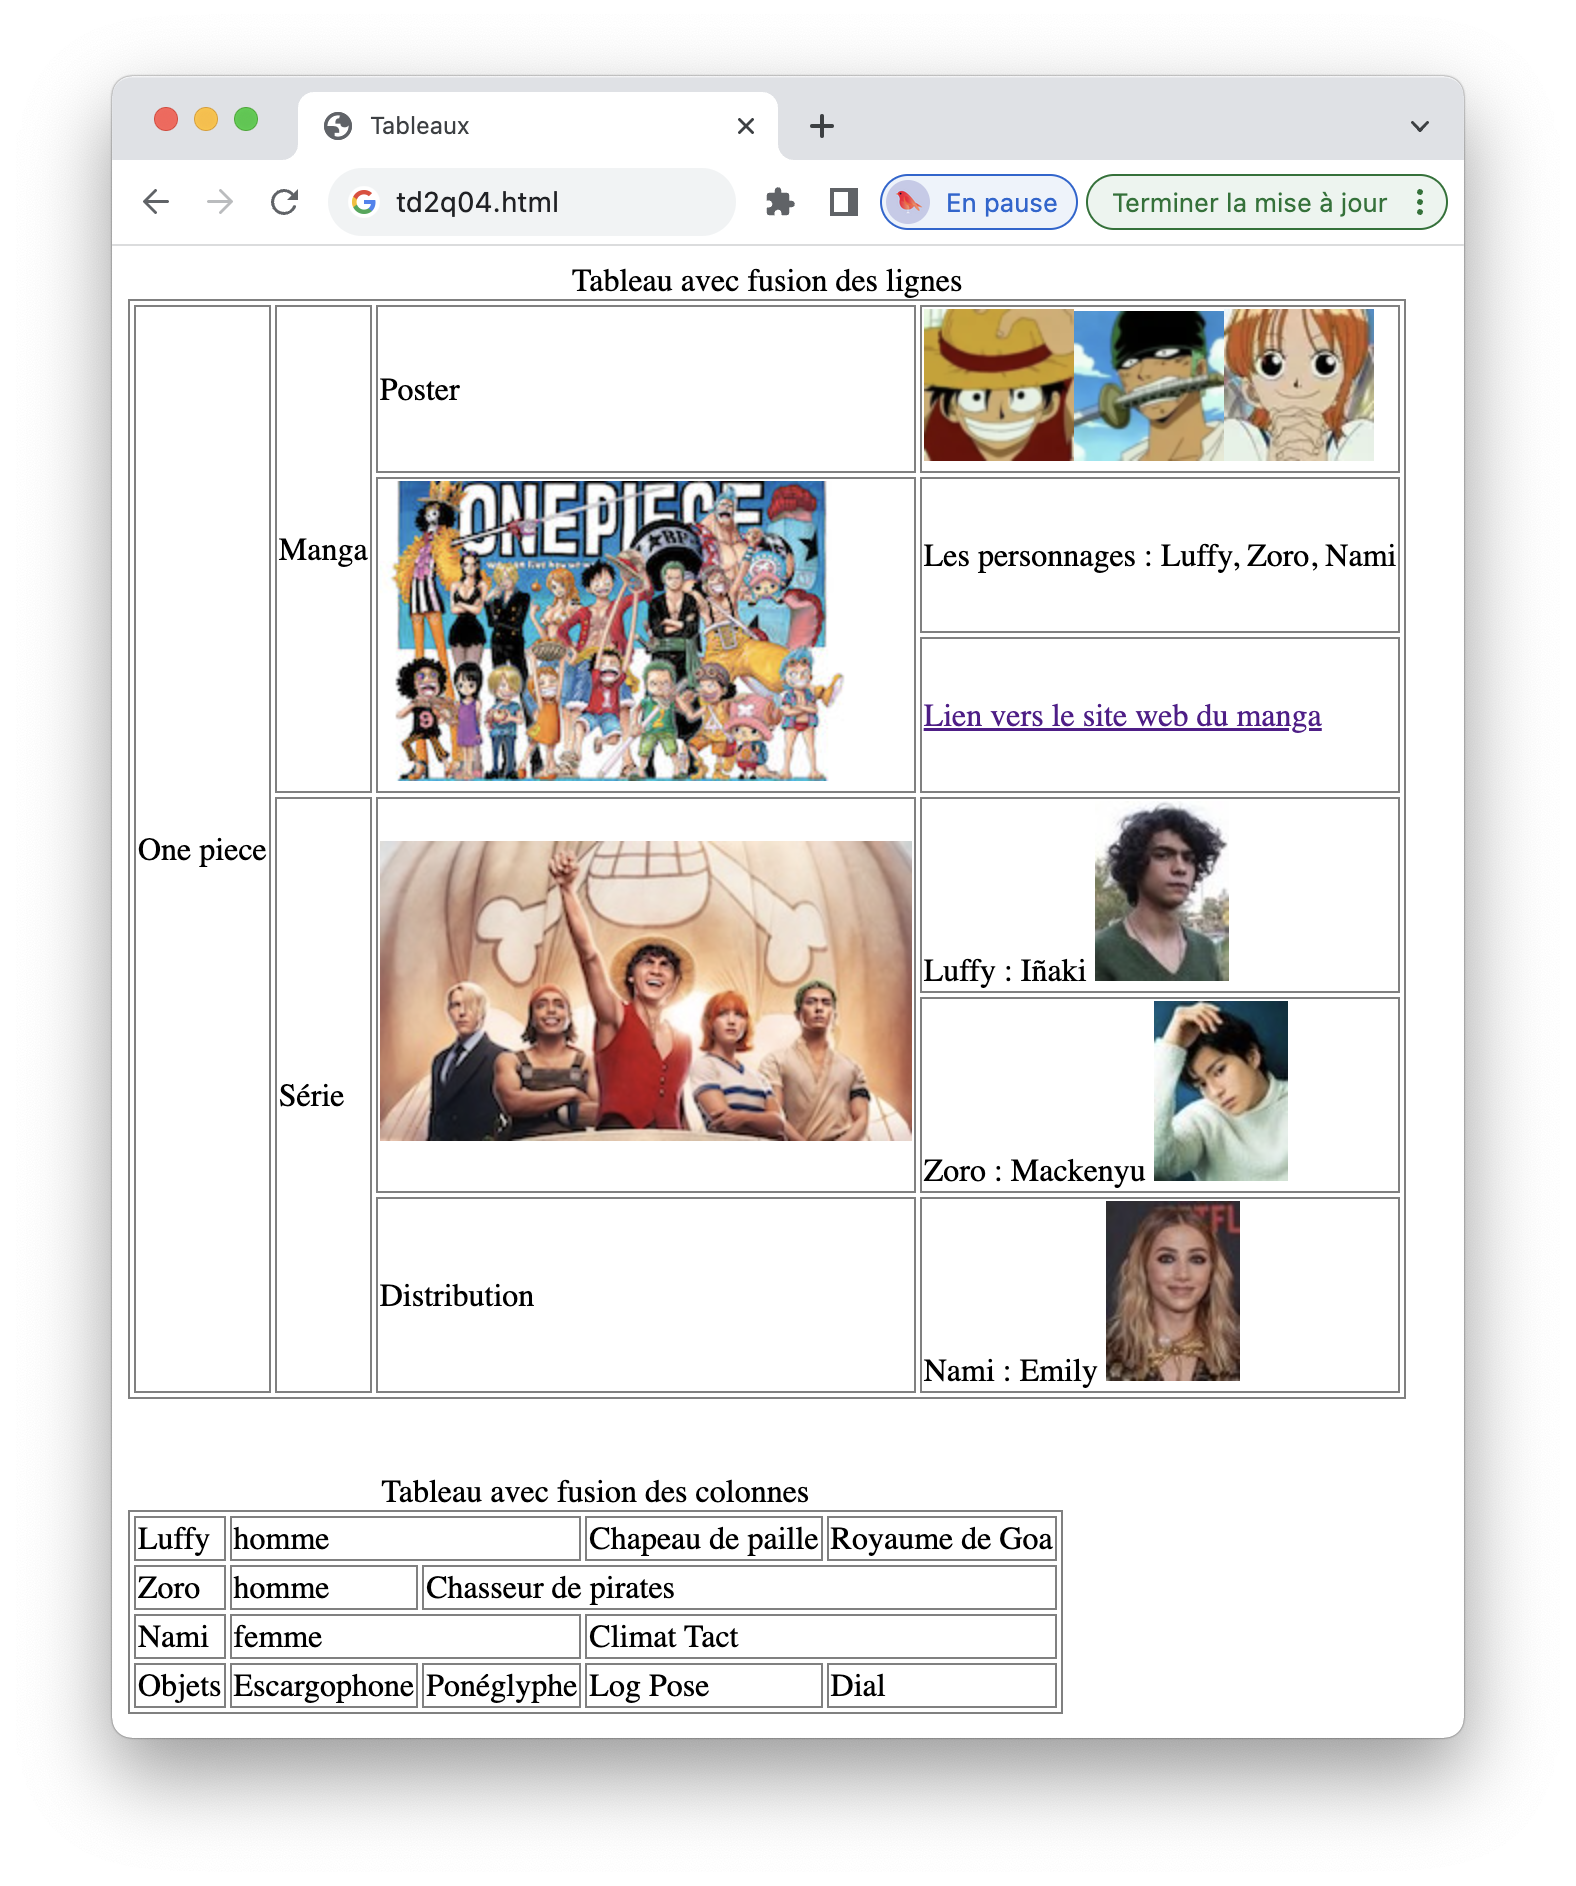 Tableaux
td2q04.html
En pause
Terminer la mise à jour
Tableau avec fusion des lignes
One piece
Manga
Poster
ONE PIECE
Les personnages : Luffy, Zoro, Nami
Lien vers le site web du manga
Série
Luffy : Iñaki
Zoro : Mackenyu
Distribution
Nami : Emily
Tableau avec fusion des colonnes
Luffy homme Chapeau de paille Royaume de Goa
Zoro homme Chasseur de pirates
Nami femme Climat Tact
Objets Escargophone Ponéglyphe Log Pose Dial